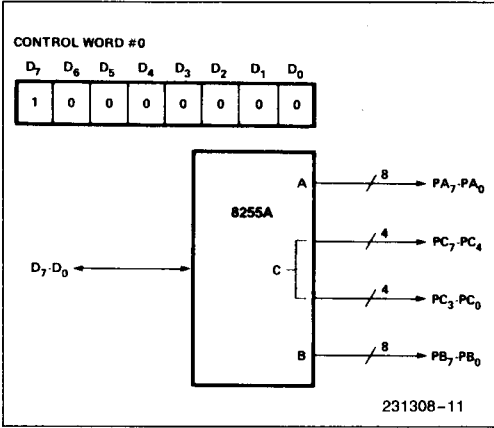 CONTROL WORD #0
D₇ D₆ D₅ D₄ D₃ D₂ D₁ D₀
1 0 0 0 0 0 0 0
8255A
A
8
PA₇-PA₀
4
PC₇-PC₄
D₇-D₀
C
4
PC₃-PC₀
B
8
PB₇-PB₀
231308-11